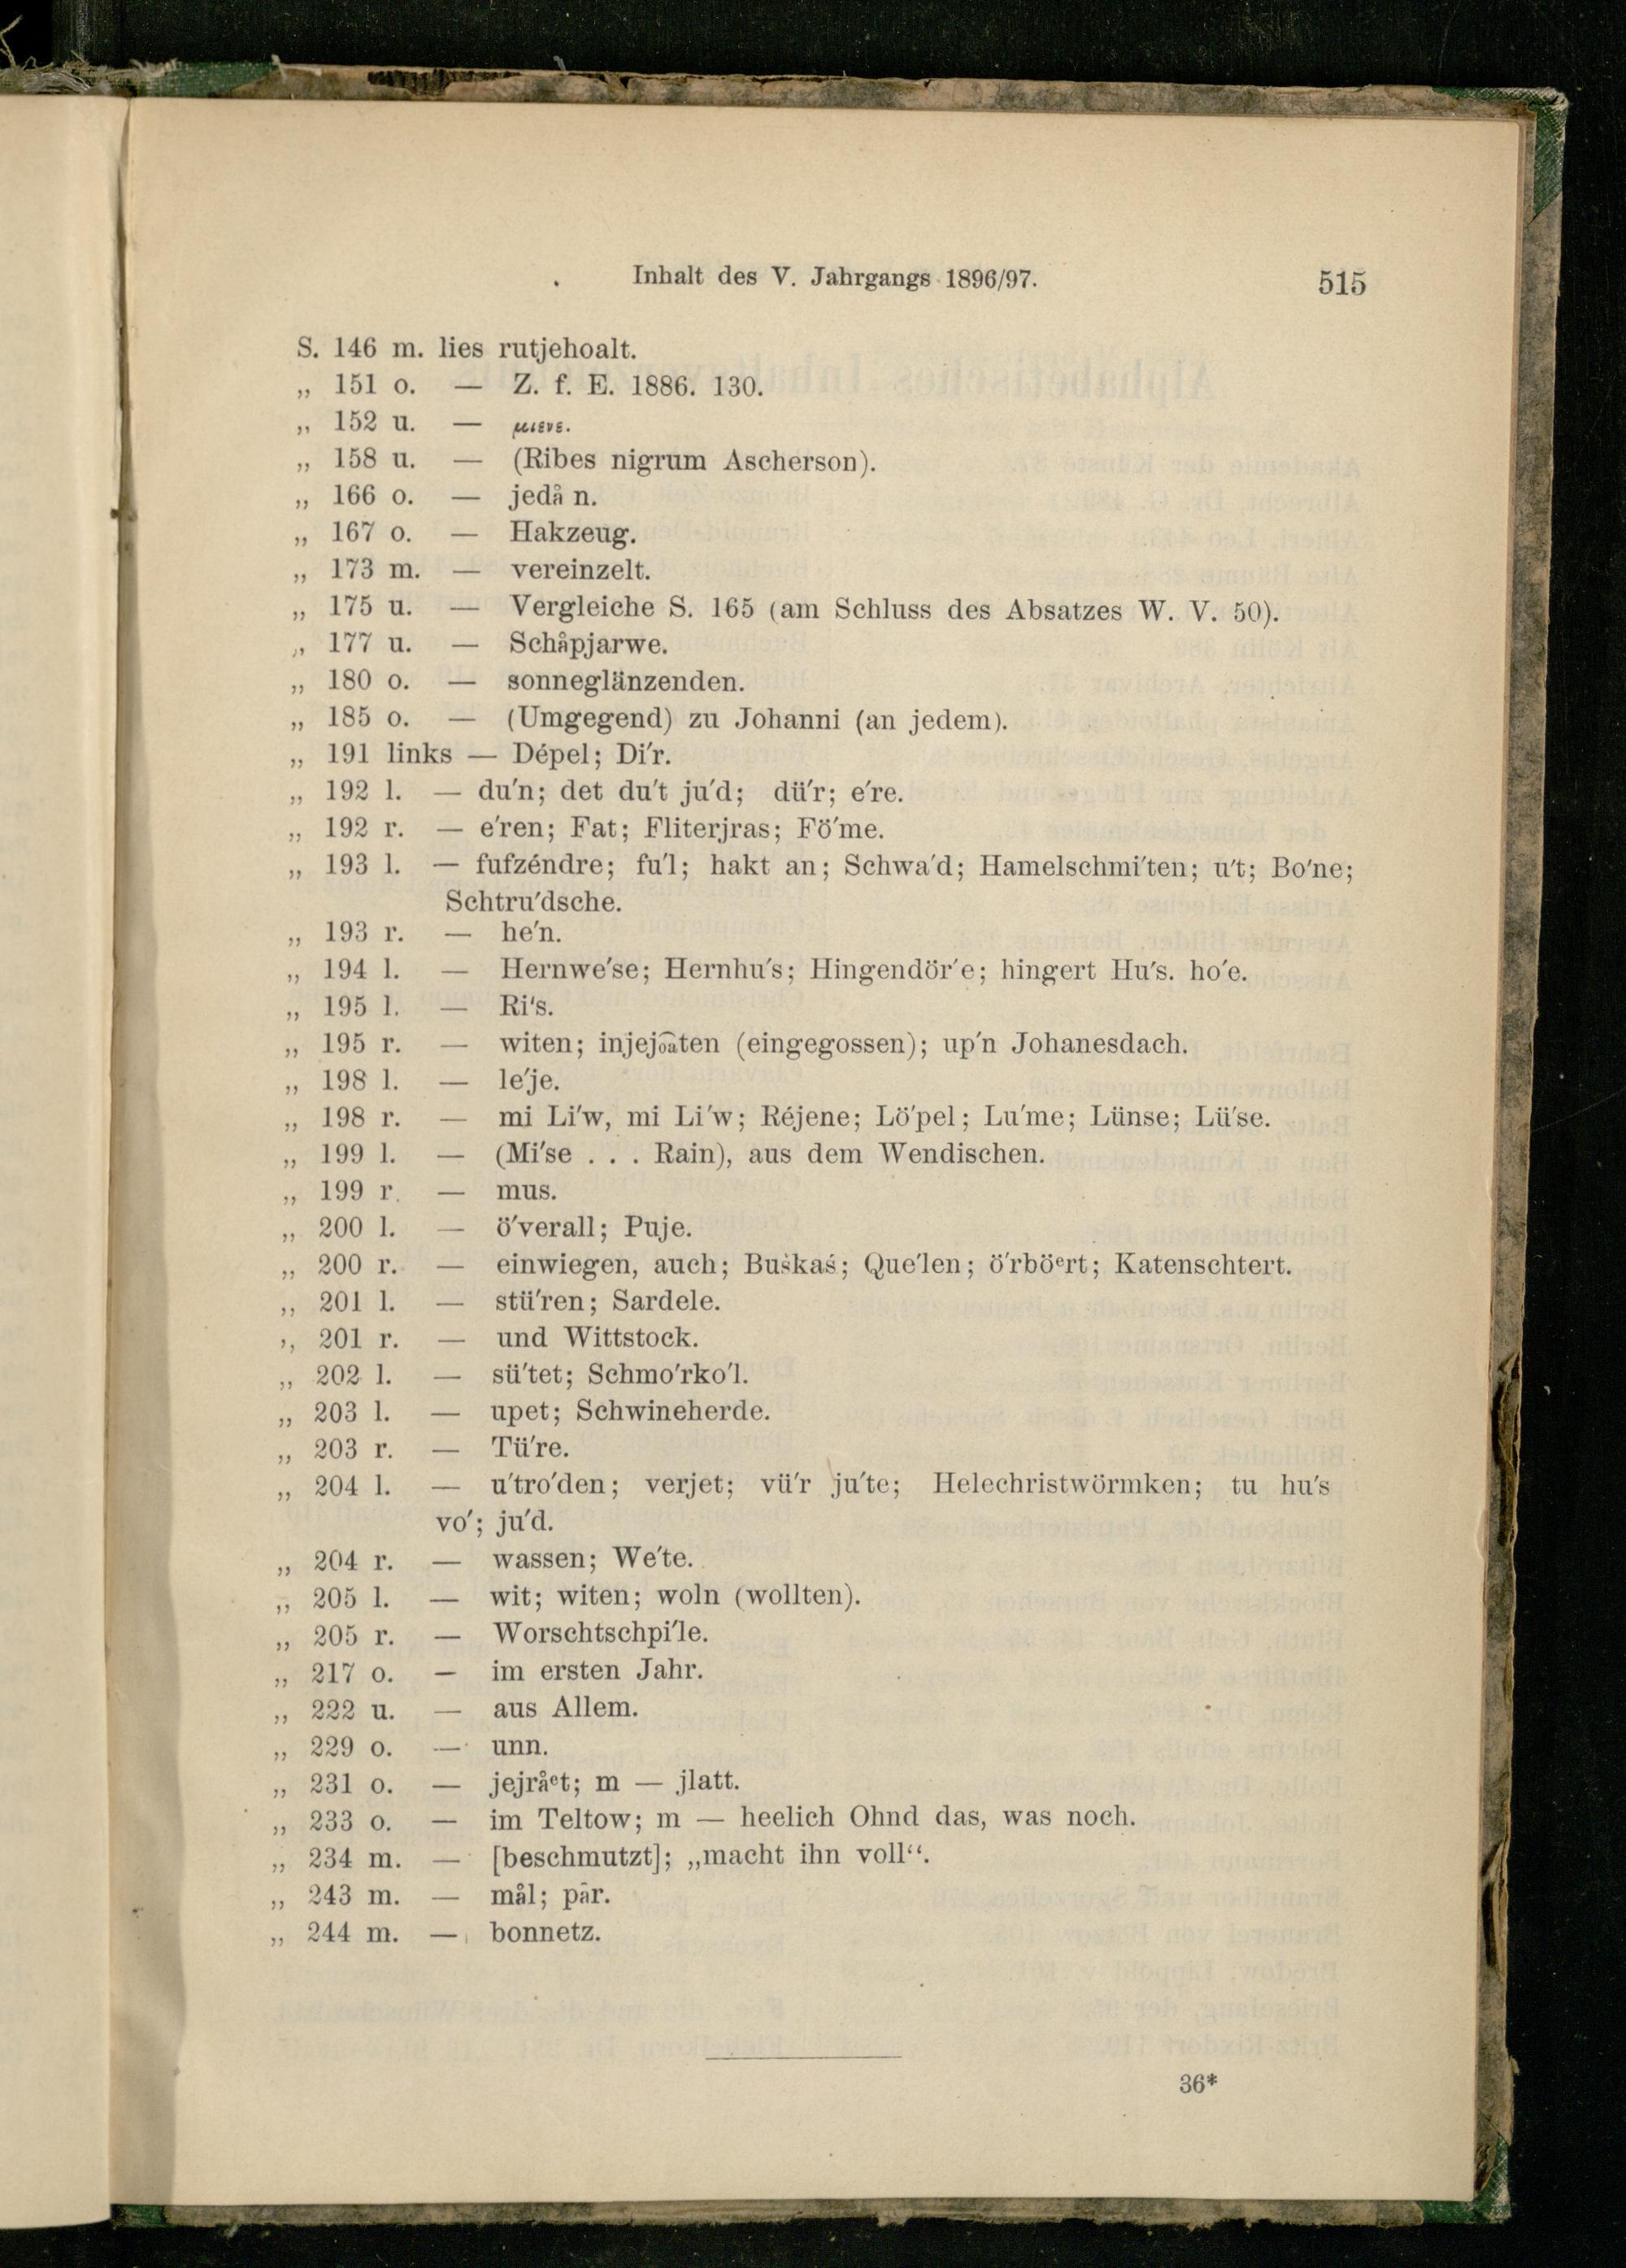 Inhalt des V. Jahrgangs 1896/97. 515
S. 146 m. lies rutjehoalt.
„ 151 o. — Z. f. E. 1886. 130.
„ 152 u. — μιενε.
„ 158 u. — (Ribes nigrum Ascherson).
„ 166 o. — jedå n.
„ 167 o. — Hakzeug.
„ 173 m. — vereinzelt.
„ 175 u. — Vergleiche S. 165 (am Schluss des Absatzes W. V. 50).
„ 177 u. — Schåpjarwe.
„ 180 o. — sonneglänzenden.
„ 185 o. — (Umgegend) zu Johanni (an jedem).
„ 191 links — Dépel; Di′r.
„ 192 l. — du′n; det du′t ju′d; dü′r; e′re.
„ 192 r. — e′ren; Fat; Fliterjras; Fö′me.
„ 193 l. — fufzéndre; fu′l; hakt an; Schwa′d; Hamelschmi′ten; u′t; Bo′ne;
Schtru′dsche.
„ 193 r. — he′n.
„ 194 l. — Hernwe′se; Hernhu′s; Hingendör′e; hingert Hu′s. ho′e.
„ 195 l. — Ri′s.
„ 195 r. — witen; injejo͡aten (eingegossen); up′n Johanesdach.
„ 198 l. — le′je.
„ 198 r. — mi Li′w, mi Li′w; Réjene; Lö′pel; Lu′me; Lünse; Lü′se.
„ 199 l. — (Mi′se . . . Rain), aus dem Wendischen.
„ 199 r. — mus.
„ 200 l. — ö′verall; Puje.
„ 200 r. — einwiegen, auch; Buśkaś; Que′len; ö′rböᵉrt; Katenschtert.
„ 201 l. — stü′ren; Sardele.
„ 201 r. — und Wittstock.
„ 202 l. — sü′tet; Schmo′rko′l.
„ 203 l. — upet; Schwineherde.
„ 203 r. — Tü′re.
„ 204 l. — u′tro′den; verjet; vü′r ju′te; Helechristwörmken; tu hu′s
vo′; ju′d.
„ 204 r. — wassen; We′te.
„ 205 l. — wit; witen; woln (wollten).
„ 205 r. — Worschtschpi′le.
„ 217 o. — im ersten Jahr.
„ 222 u. — aus Allem.
„ 229 o. — unn.
„ 231 o. — jejråᵉt; m — jlatt.
„ 233 o. — im Teltow; m — heelich Ohnd das, was noch.
„ 234 m. — [beschmutzt]; „macht ihn voll“.
„ 243 m. — mål; pår.
„ 244 m. — bonnetz.
36*